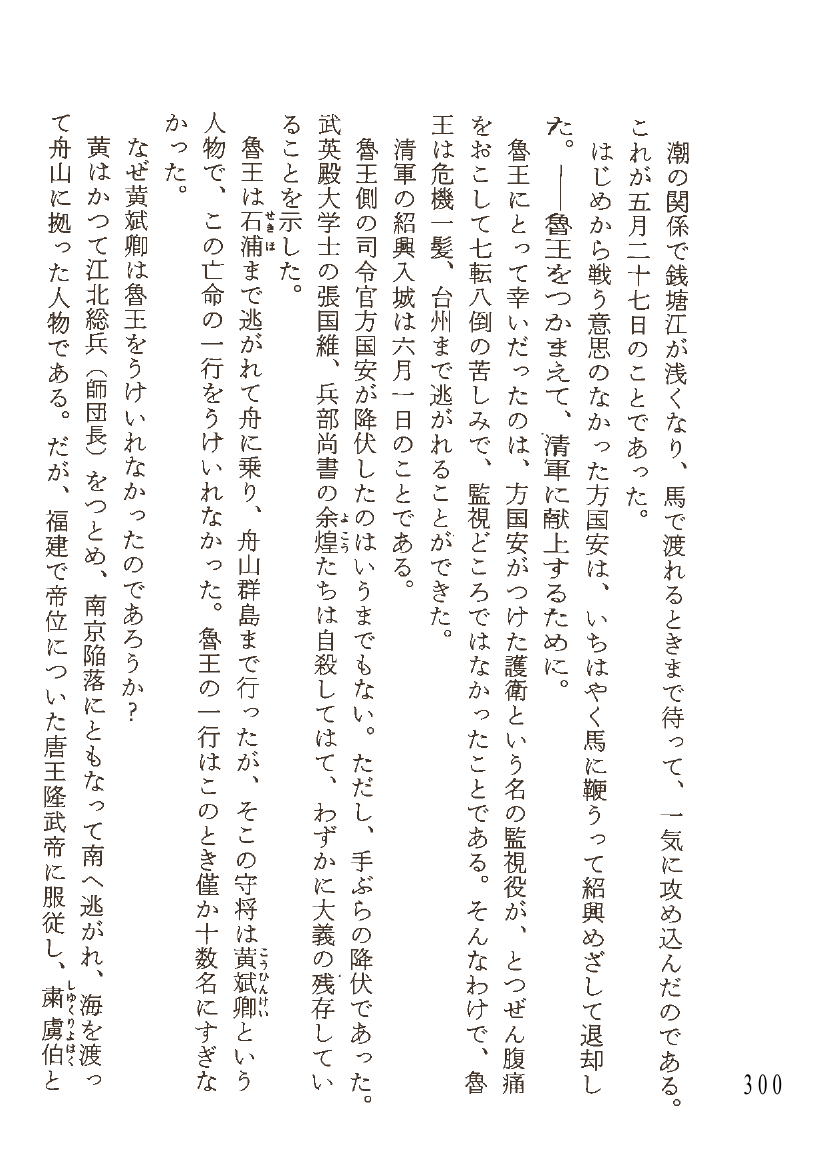 潮の関係で銭塘江が浅くなり、馬で渡れるときまで待って、一気に攻め込んだのである。
これが五月二十七日のことであった。
はじめから戦う意思のなかった方国安は、いちはやく馬に鞭うって紹興めざして退却し
た。――魯王をつかまえて、清軍に献上するために。
魯王にとって幸いだったのは、方国安がつけた護衛という名の監視役が、とつぜん腹痛
をおこして七転八倒の苦しみで、監視どころではなかったことである。そんなわけで、魯
王は危機一髪、台州まで逃がれることができた。
清軍の紹興入城は六月一日のことである。
魯王側の司令官方国安が降伏したのはいうまでもない。ただし、手ぶらの降伏であった。
武英殿大学士の張国維、兵部尚書の余煌たちは自殺してはて、わずかに大義の残存してい
よこう
ることを示した。
魯王は石浦まで逃がれて舟に乗り、舟山群島まで行ったが、そこの守将は黄斌卿という
せきほ
こうひんけい
人物で、この亡命の一行をうけいれなかった。魯王の一行はこのとき僅か十数名にすぎな
かった。
なぜ黄斌卿は魯王をうけいれなかったのであろうか?
黄はかつて江北総兵(師団長)をつとめ、南京陥落にともなって南へ逃がれ、海を渡っ
て舟山に拠った人物である。だが、福建で帝位についた唐王隆武帝に服従し、粛虜伯と
しゆくりよはく
300